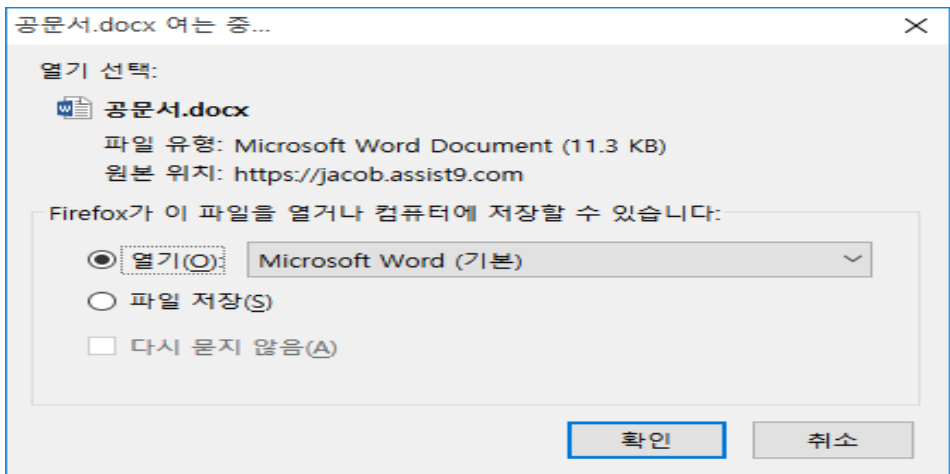 공문서.docx 여는 중...
열기 선택:
공문서.docx
파일 유형: Microsoft Word Document (11.3 KB)
원본 위치: https://jacob.assist9.com
Firefox가 이 파일을 열거나 컴퓨터에 저장할 수 있습니다:
열기(O): Microsoft Word (기본)
파일 저장(S)
다시 묻지 않음(A)
확인 취소